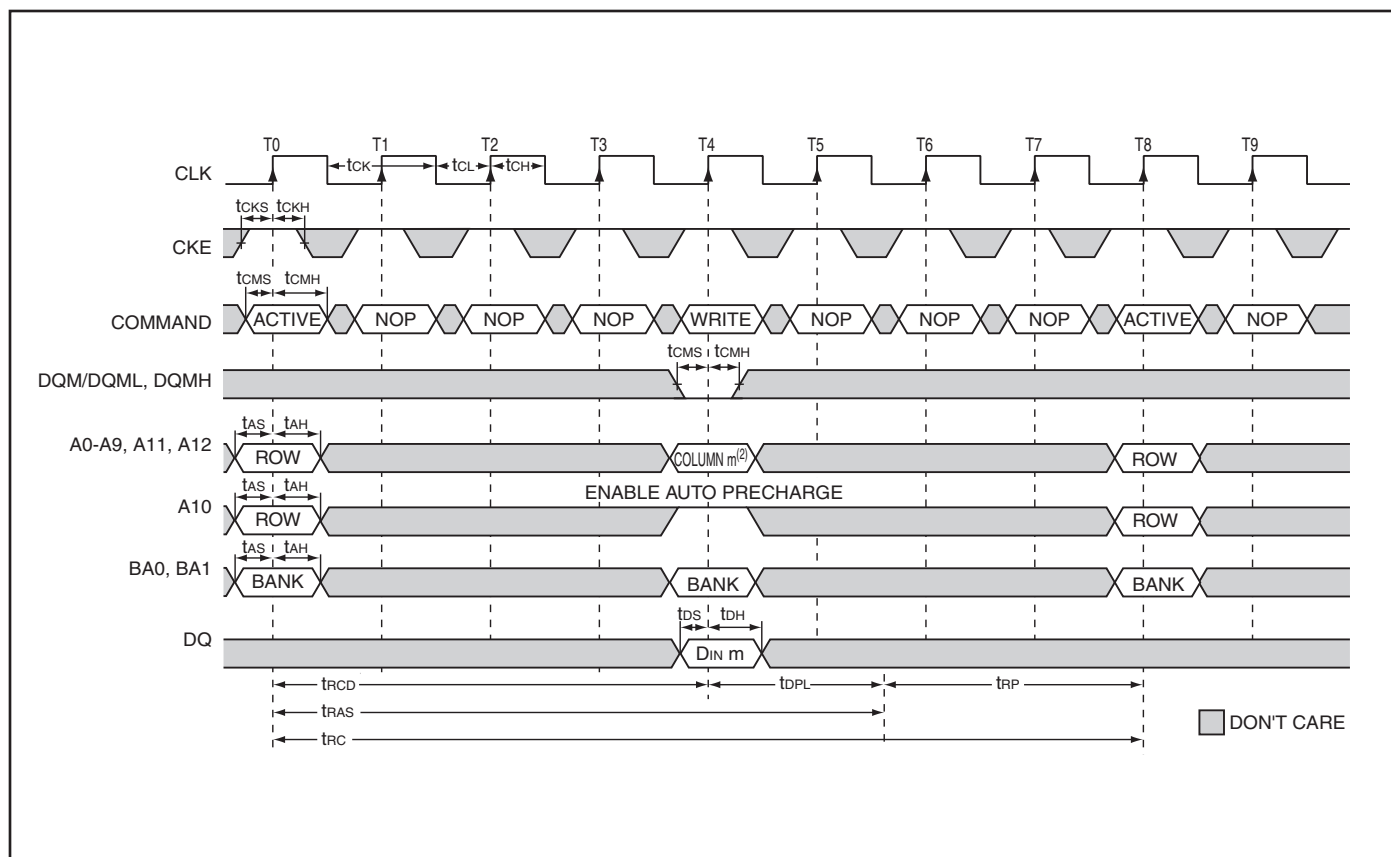 T0 T1 T2 T3 T4 T5 T6 T7 T8 T9
CLK tCK tCL tCH
tCKS tCKH
CKE
tCMS tCMH
COMMAND ACTIVE NOP NOP NOP WRITE NOP NOP NOP ACTIVE NOP
tCMS tCMH
DQM/DQML, DQMH
tAS tAH
A0-A9, A11, A12 ROW COLUMN m(2) ROW
tAS tAH ENABLE AUTO PRECHARGE
A10 ROW ROW
tAS tAH
BA0, BA1 BANK BANK BANK
tDS tDH
DQ DIN m
tRCD tDPL tRP
tRAS
DON'T CARE
tRC